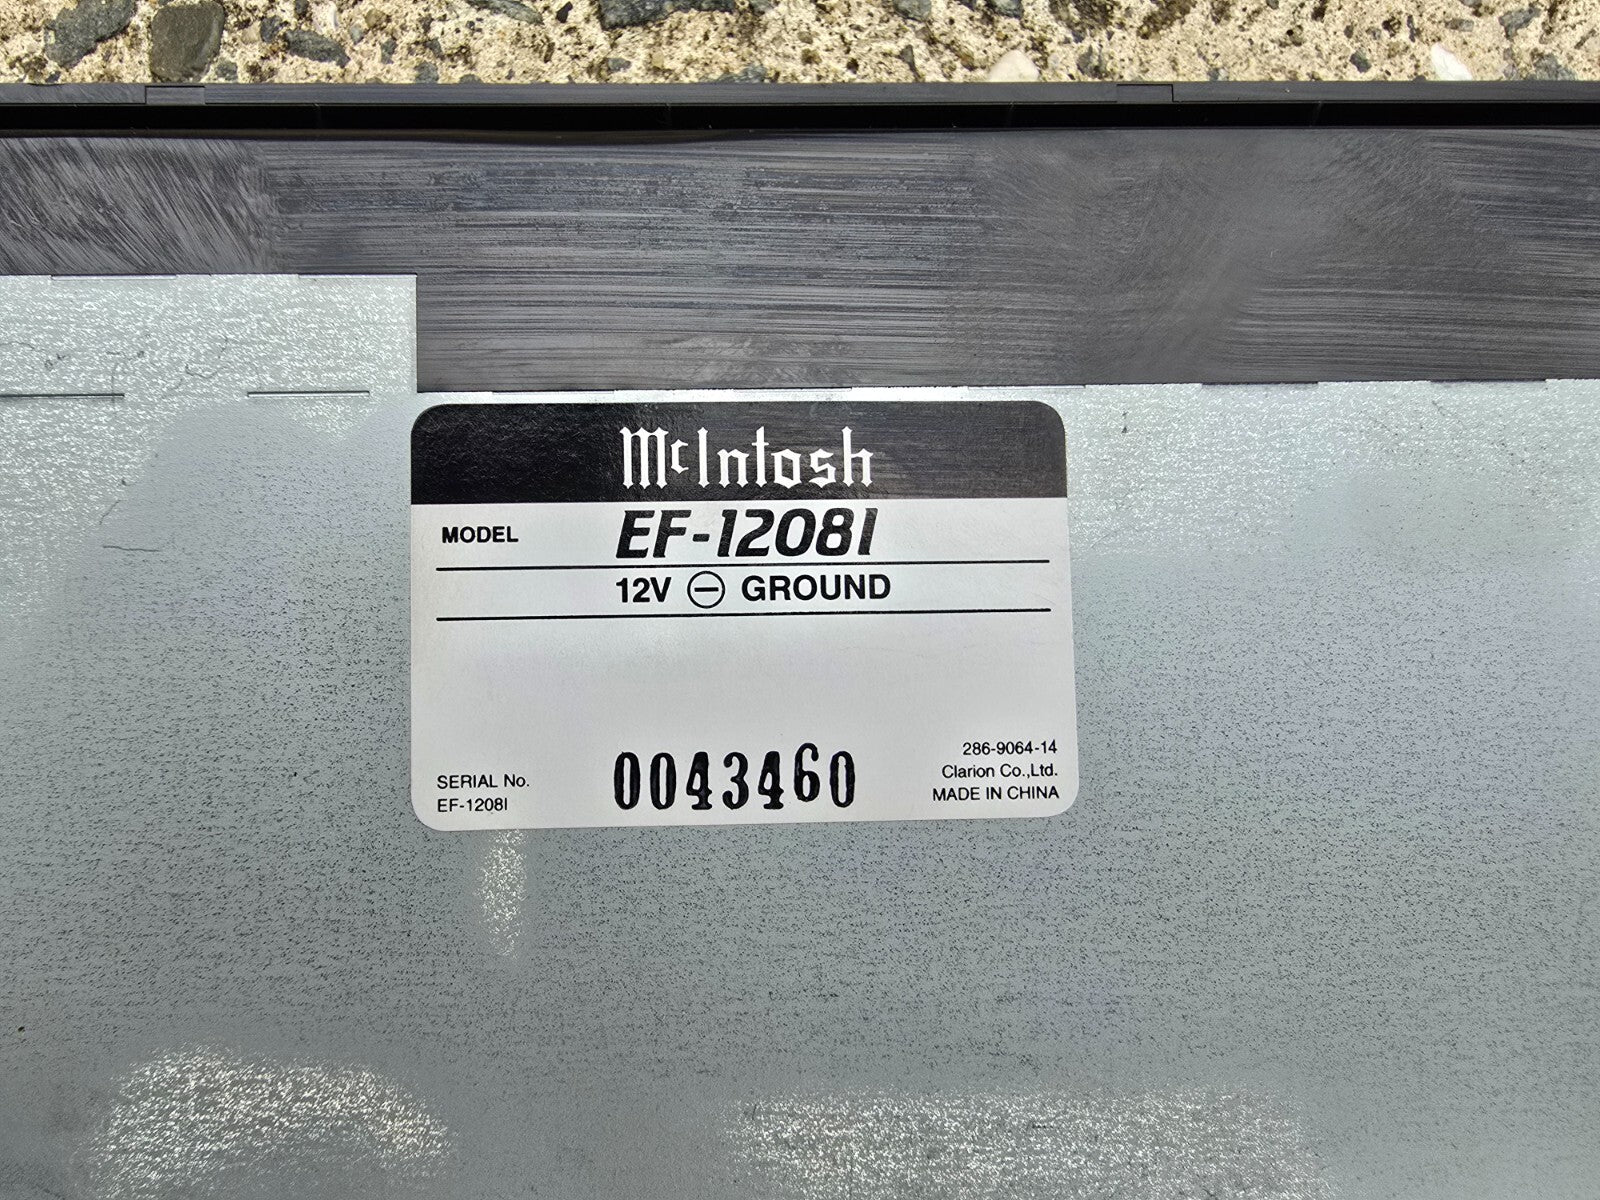 McIntosh
MODEL EF-1208I
12V ⊖ GROUND
286-9064-14
Clarion Co.,Ltd.
SERIAL No. 0043460
EF-1208I MADE IN CHINA